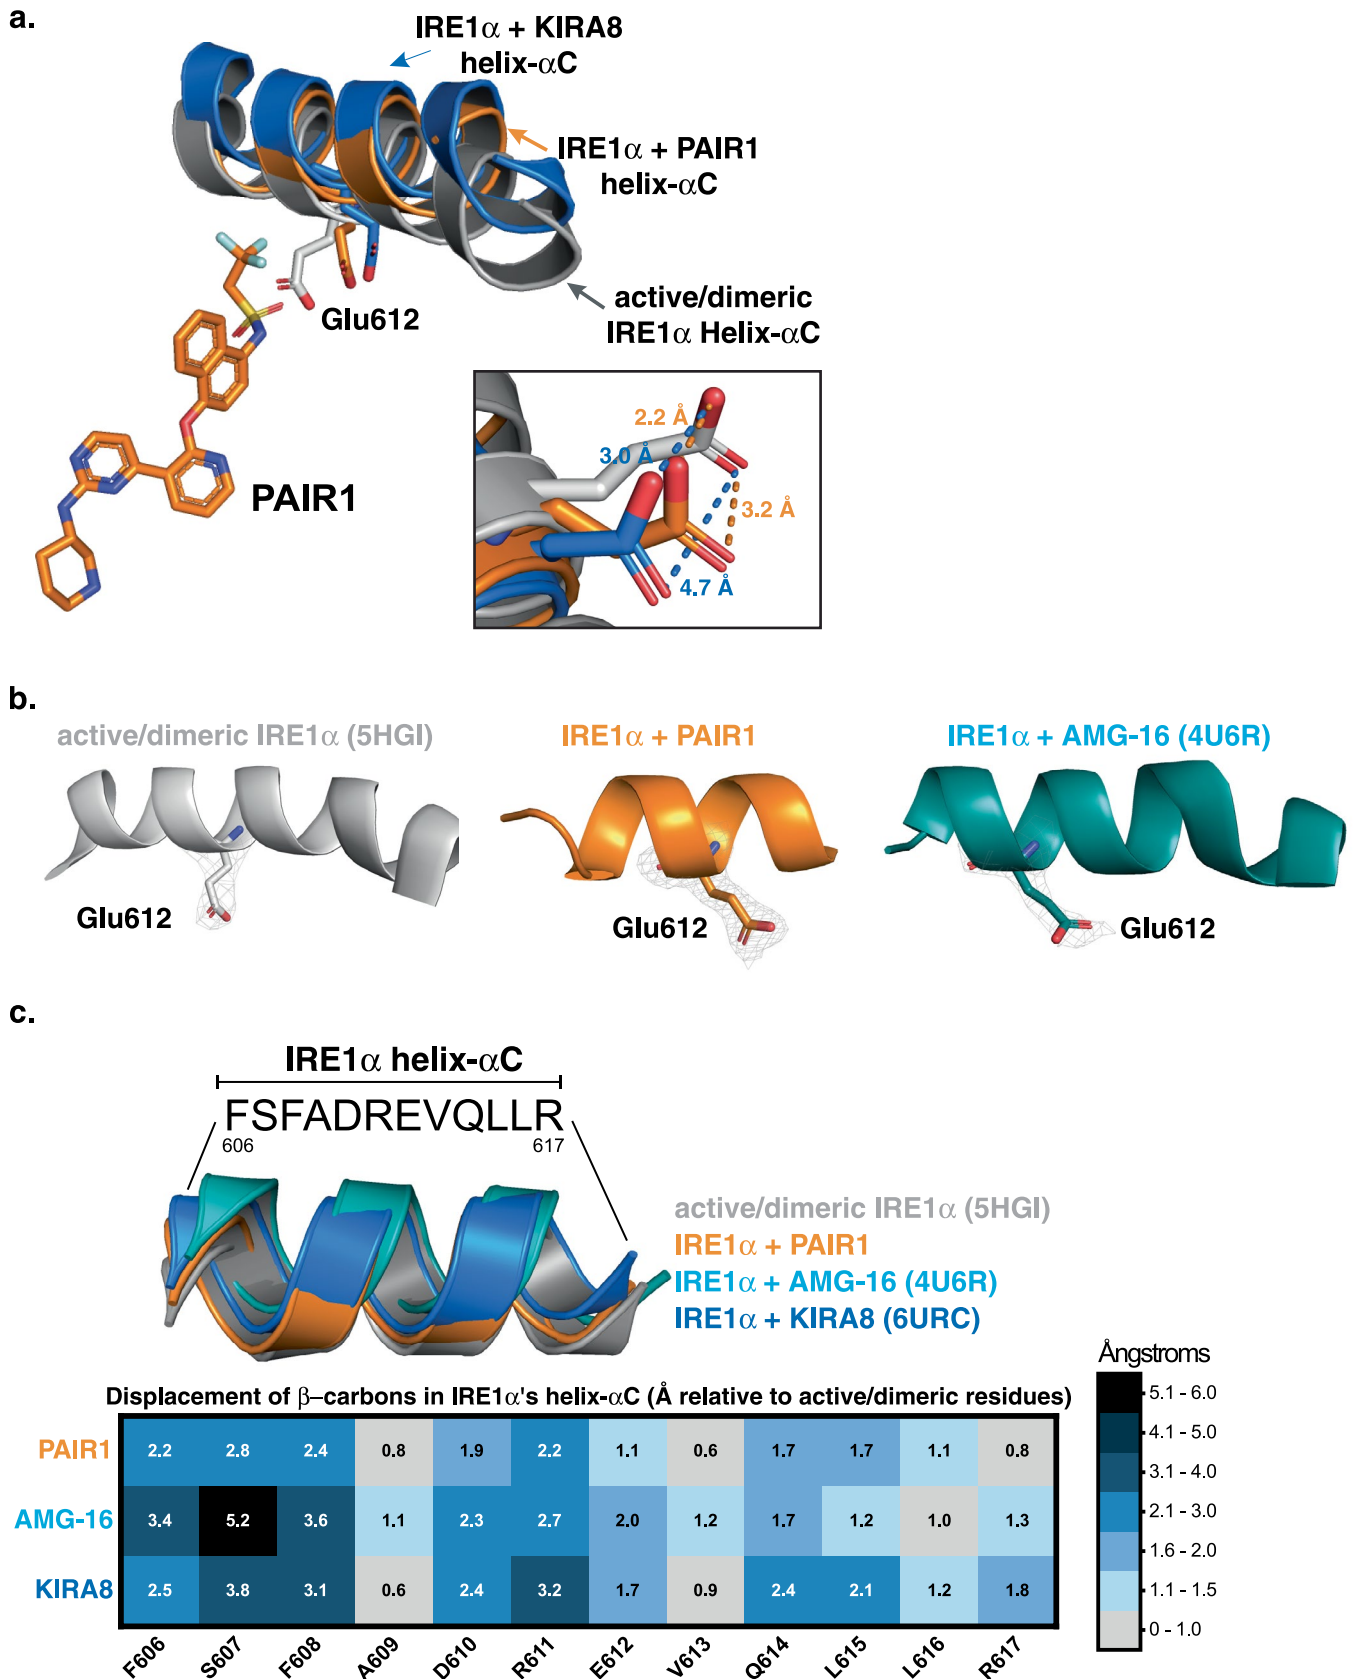 a.
IRE1α + KIRA8
helix-αC
IRE1α + PAIR1
helix-αC
Glu612
active/dimeric
IRE1α Helix-αC
PAIR1
2.2 Å
3.0 Å
3.2 Å
4.7 Å
b.
active/dimeric IRE1α (5HGI)
IRE1α + PAIR1
IRE1α + AMG-16 (4U6R)
Glu612
Glu612
Glu612
c.
IRE1α helix-αC
FSFADREVQLLR
606 617
active/dimeric IRE1α (5HGI)
IRE1α + PAIR1
IRE1α + AMG-16 (4U6R)
IRE1α + KIRA8 (6URC)
Displacement of β–carbons in IRE1α's helix-αC (Å relative to active/dimeric residues)
PAIR1 2.2 2.8 2.4 0.8 1.9 2.2 1.1 0.6 1.7 1.7 1.1 0.8
AMG-16 3.4 5.2 3.6 1.1 2.3 2.7 2.0 1.2 1.7 1.2 1.0 1.3
KIRA8 2.5 3.8 3.1 0.6 2.4 3.2 1.7 0.9 2.4 2.1 1.2 1.8
F606 S607 F608 A609 D610 R611 E612 V613 Q614 L615 L616 R617
Ångstroms
5.1 - 6.0
4.1 - 5.0
3.1 - 4.0
2.1 - 3.0
1.6 - 2.0
1.1 - 1.5
0 - 1.0